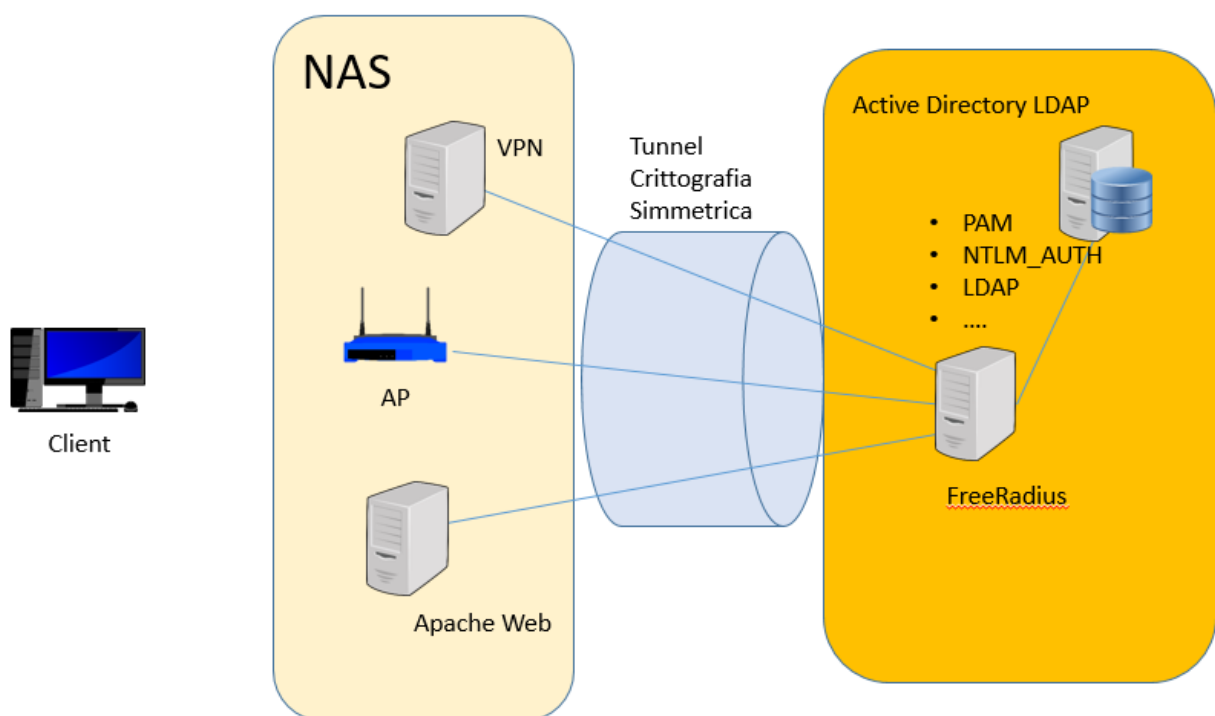 NAS
VPN
AP
Apache Web
Client
Tunnel
Crittografia
Simmetrica
Active Directory LDAP
• PAM
• NTLM_AUTH
• LDAP
• ....
FreeRadius